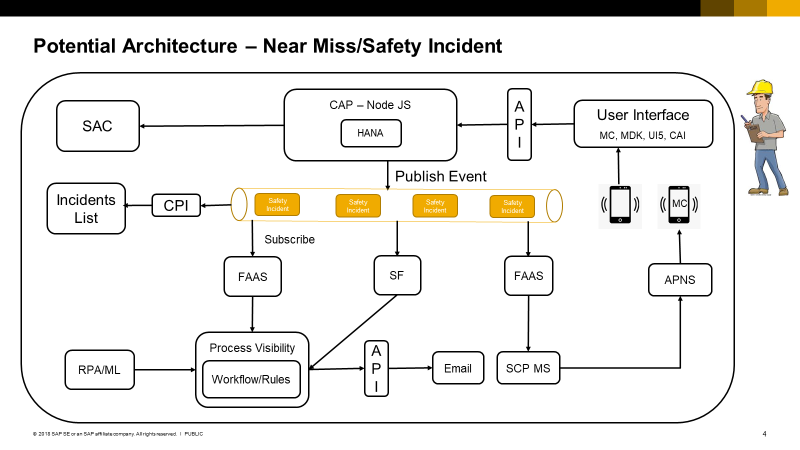 Potential Architecture – Near Miss/Safety Incident
SAC
CAP – Node JS
HANA
A
P
I
User Interface
MC, MDK, UI5, CAI
Publish Event
Incidents
List
CPI
Safety
Incident
Safety
Incident
Safety
Incident
Safety
Incident
MC
Subscribe
FAAS
SF
FAAS
APNS
Process Visibility
Workflow/Rules
RPA/ML
A
P
I
Email
SCP MS
© 2018 SAP SE or an SAP affiliate company. All rights reserved. I PUBLIC
4